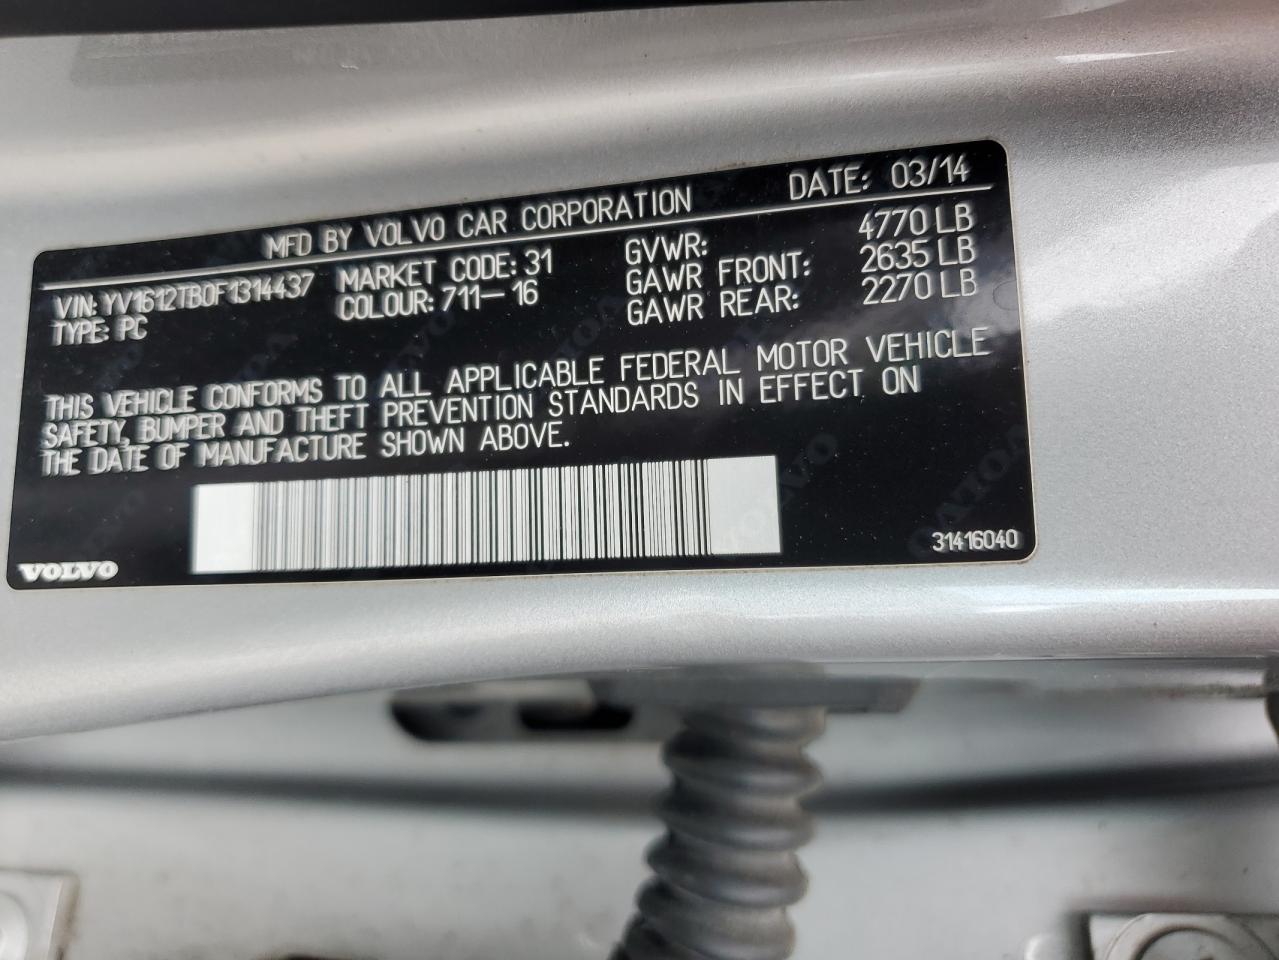 MFD BY VOLVO CAR CORPORATION DATE: 03/14
VIN: YV1612TB0F1314437 MARKET CODE: 31 GVWR: 4770 LB
TYPE: PC COLOUR: 711-16 GAWR FRONT: 2635 LB
GAWR REAR: 2270 LB
THIS VEHICLE CONFORMS TO ALL APPLICABLE FEDERAL MOTOR VEHICLE
SAFETY, BUMPER AND THEFT PREVENTION STANDARDS IN EFFECT ON
THE DATE OF MANUFACTURE SHOWN ABOVE.
VOLVO
31416040